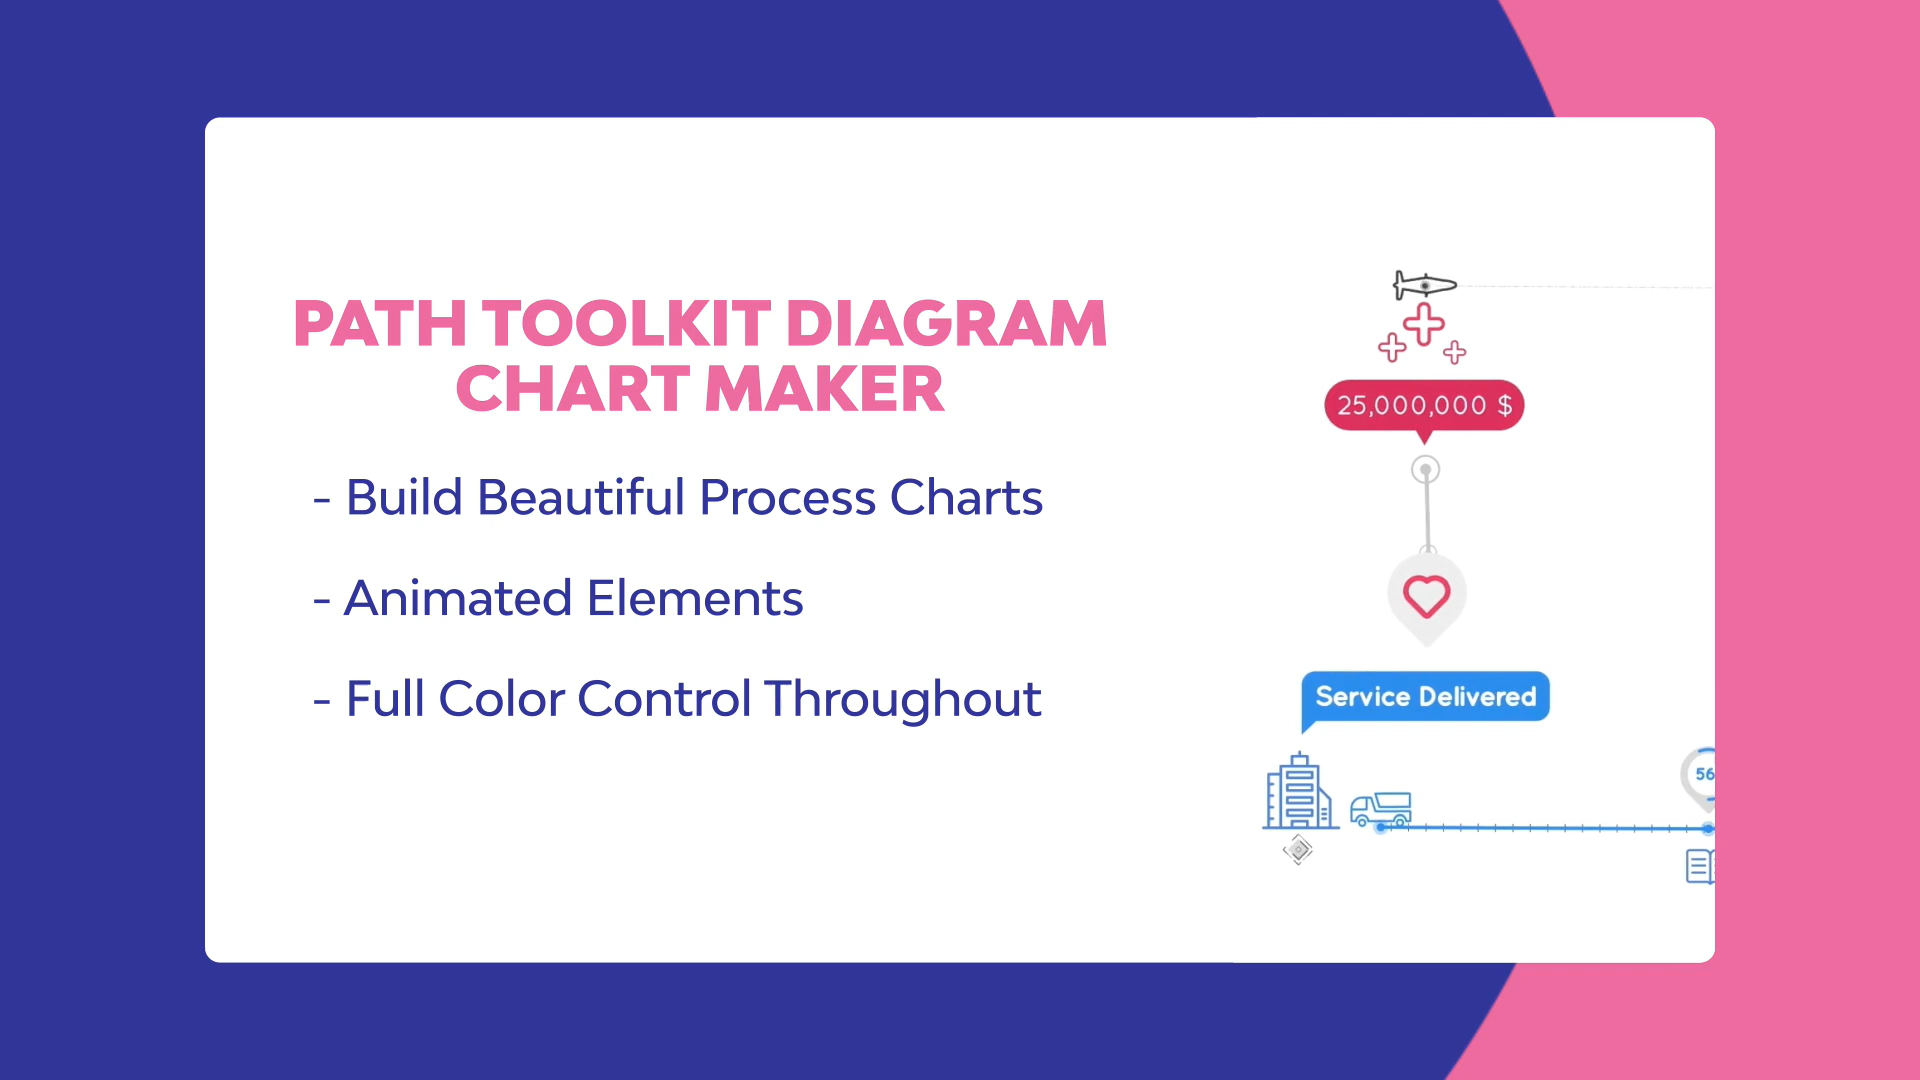 PATH TOOLKIT DIAGRAM
CHART MAKER
- Build Beautiful Process Charts
- Animated Elements
- Full Color Control Throughout
25,000,000 $
Service Delivered
56